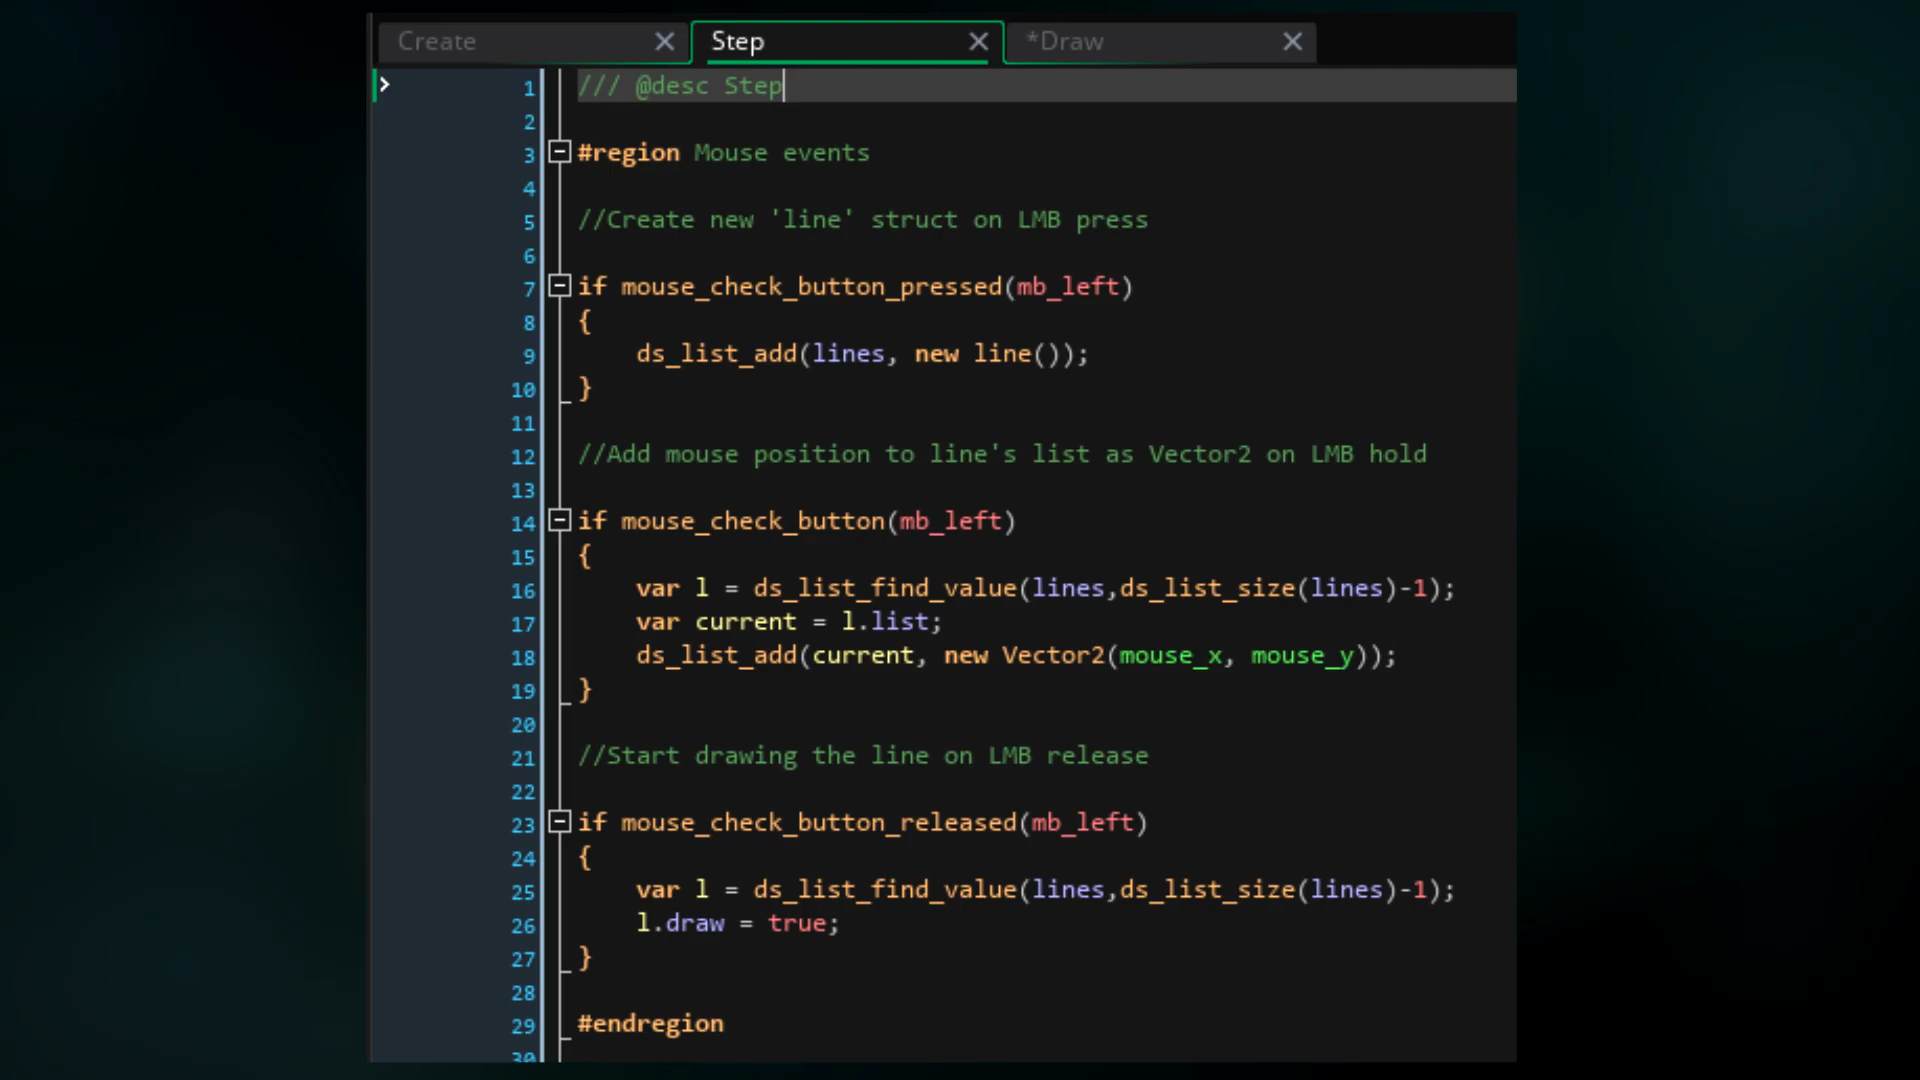 Create
Step
*Draw
1 /// @desc Step
2
3 #region Mouse events
4
5 //Create new 'line' struct on LMB press
6
7 if mouse_check_button_pressed(mb_left)
8 {
9 ds_list_add(lines, new line());
10 }
11
12 //Add mouse position to line's list as Vector2 on LMB hold
13
14 if mouse_check_button(mb_left)
15 {
16 var l = ds_list_find_value(lines,ds_list_size(lines)-1);
17 var current = l.list;
18 ds_list_add(current, new Vector2(mouse_x, mouse_y));
19 }
20
21 //Start drawing the line on LMB release
22
23 if mouse_check_button_released(mb_left)
24 {
25 var l = ds_list_find_value(lines,ds_list_size(lines)-1);
26 l.draw = true;
27 }
28
29 #endregion
30